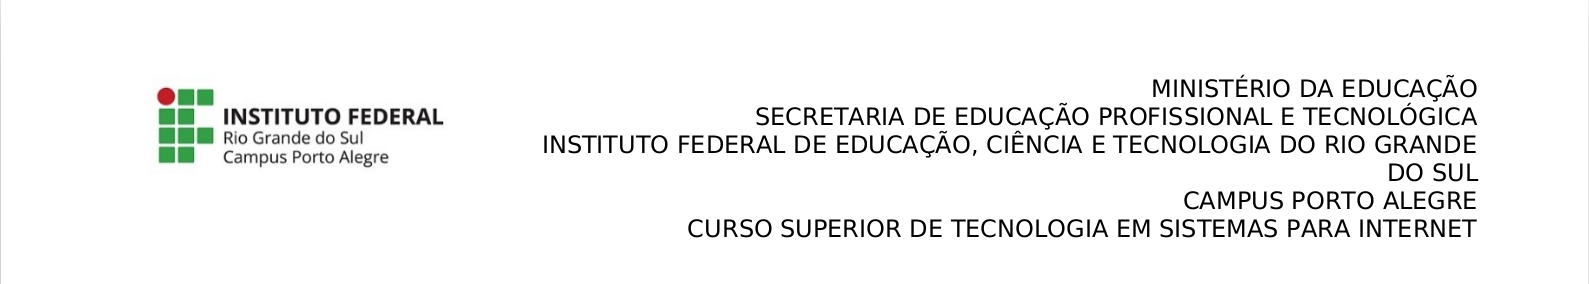 INSTITUTO FEDERAL
Rio Grande do Sul
Campus Porto Alegre
MINISTÉRIO DA EDUCAÇÃO
SECRETARIA DE EDUCAÇÃO PROFISSIONAL E TECNOLÓGICA
INSTITUTO FEDERAL DE EDUCAÇÃO, CIÊNCIA E TECNOLOGIA DO RIO GRANDE
DO SUL
CAMPUS PORTO ALEGRE
CURSO SUPERIOR DE TECNOLOGIA EM SISTEMAS PARA INTERNET